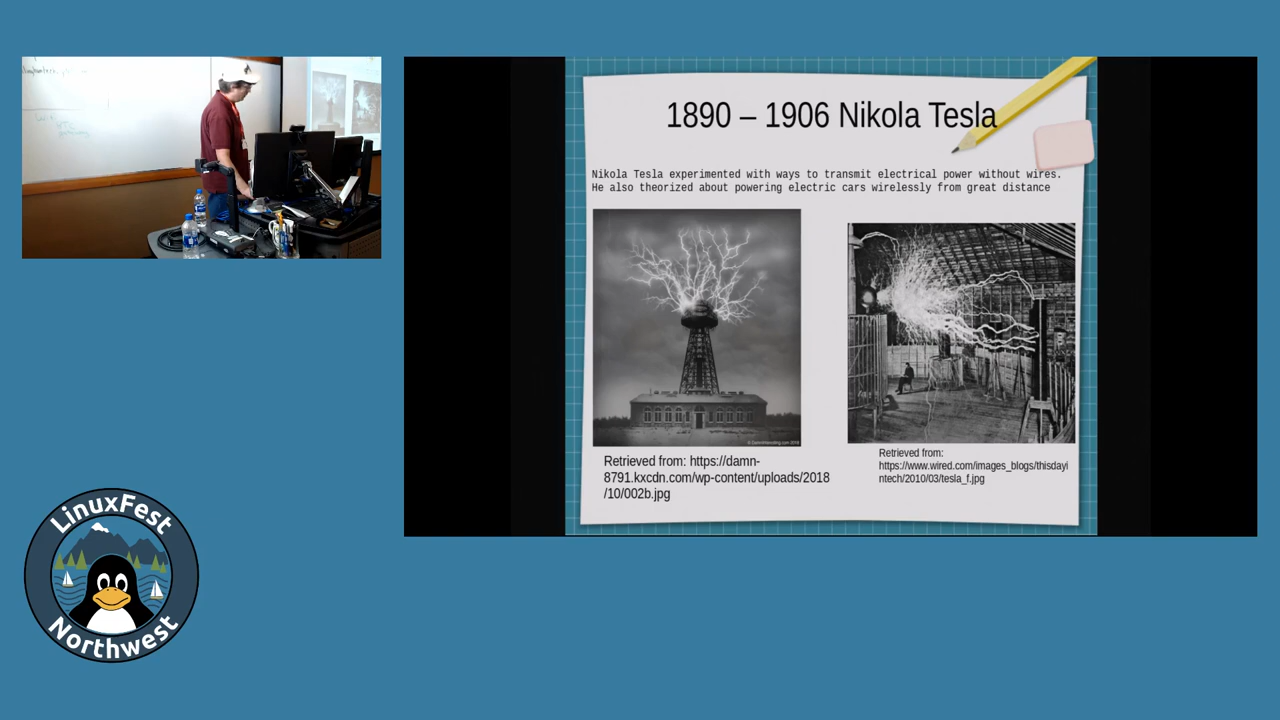 1890 – 1906 Nikola Tesla
Nikola Tesla experimented with ways to transmit electrical power without wires.
He also theorized about powering electric cars wirelessly from great distance
Retrieved from: https://damn-
8791.kxcdn.com/wp-content/uploads/2018
/10/002b.jpg
Retrieved from:
https://www.wired.com/images_blogs/thisdayi
ntech/2010/03/tesla_f.jpg
LinuxFest
Northwest